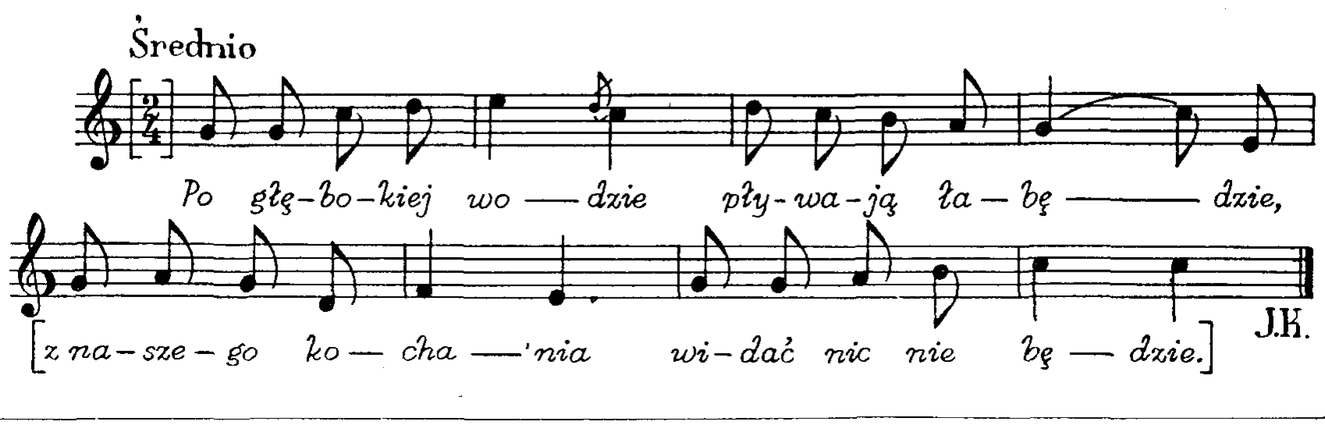 Średnio
2
4
Po głę-bo-kiej wo — dzie pły-wa-ją ła — bę — dzie,
[z na-sze-go ko — cha — nia wi-dać nic nie bę — dzie.]
J.K.